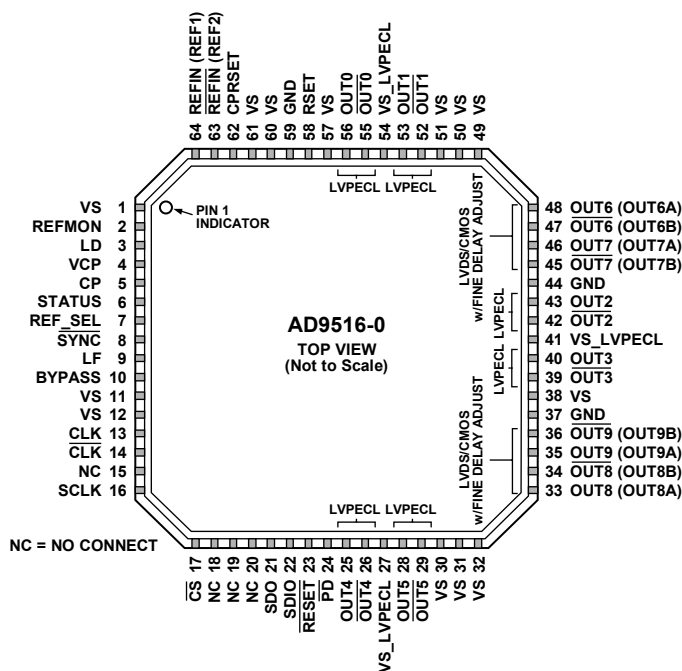 64 REFIN (REF1)
63 REFIN (REF2)
62 CPRSET
61 VS
60 VS
59 GND
58 RSET
57 VS
56 OUT0
55 OUT0
54 VS_LVPECL
53 OUT1
52 OUT1
51 VS
50 VS
49 VS
LVPECL LVPECL
VS 1
REFMON 2
LD 3
VCP 4
CP 5
STATUS 6
REF_SEL 7
SYNC 8
LF 9
BYPASS 10
VS 11
VS 12
CLK 13
CLK 14
NC 15
SCLK 16
PIN 1
INDICATOR
AD9516-0
TOP VIEW
(Not to Scale)
LVDS/CMOS
w/FINE DELAY ADJUST
LVPECL
LVPECL
LVDS/CMOS
w/FINE DELAY ADJUST
48 OUT6 (OUT6A)
47 OUT6 (OUT6B)
46 OUT7 (OUT7A)
45 OUT7 (OUT7B)
44 GND
43 OUT2
42 OUT2
41 VS_LVPECL
40 OUT3
39 OUT3
38 VS
37 GND
36 OUT9 (OUT9B)
35 OUT9 (OUT9A)
34 OUT8 (OUT8B)
33 OUT8 (OUT8A)
LVPECL LVPECL
NC = NO CONNECT
CS 17
NC 18
NC 19
NC 20
SDO 21
SDIO 22
RESET 23
PD 24
OUT4 25
OUT4 26
VS_LVPECL 27
OUT5 28
OUT5 29
VS 30
VS 31
VS 32